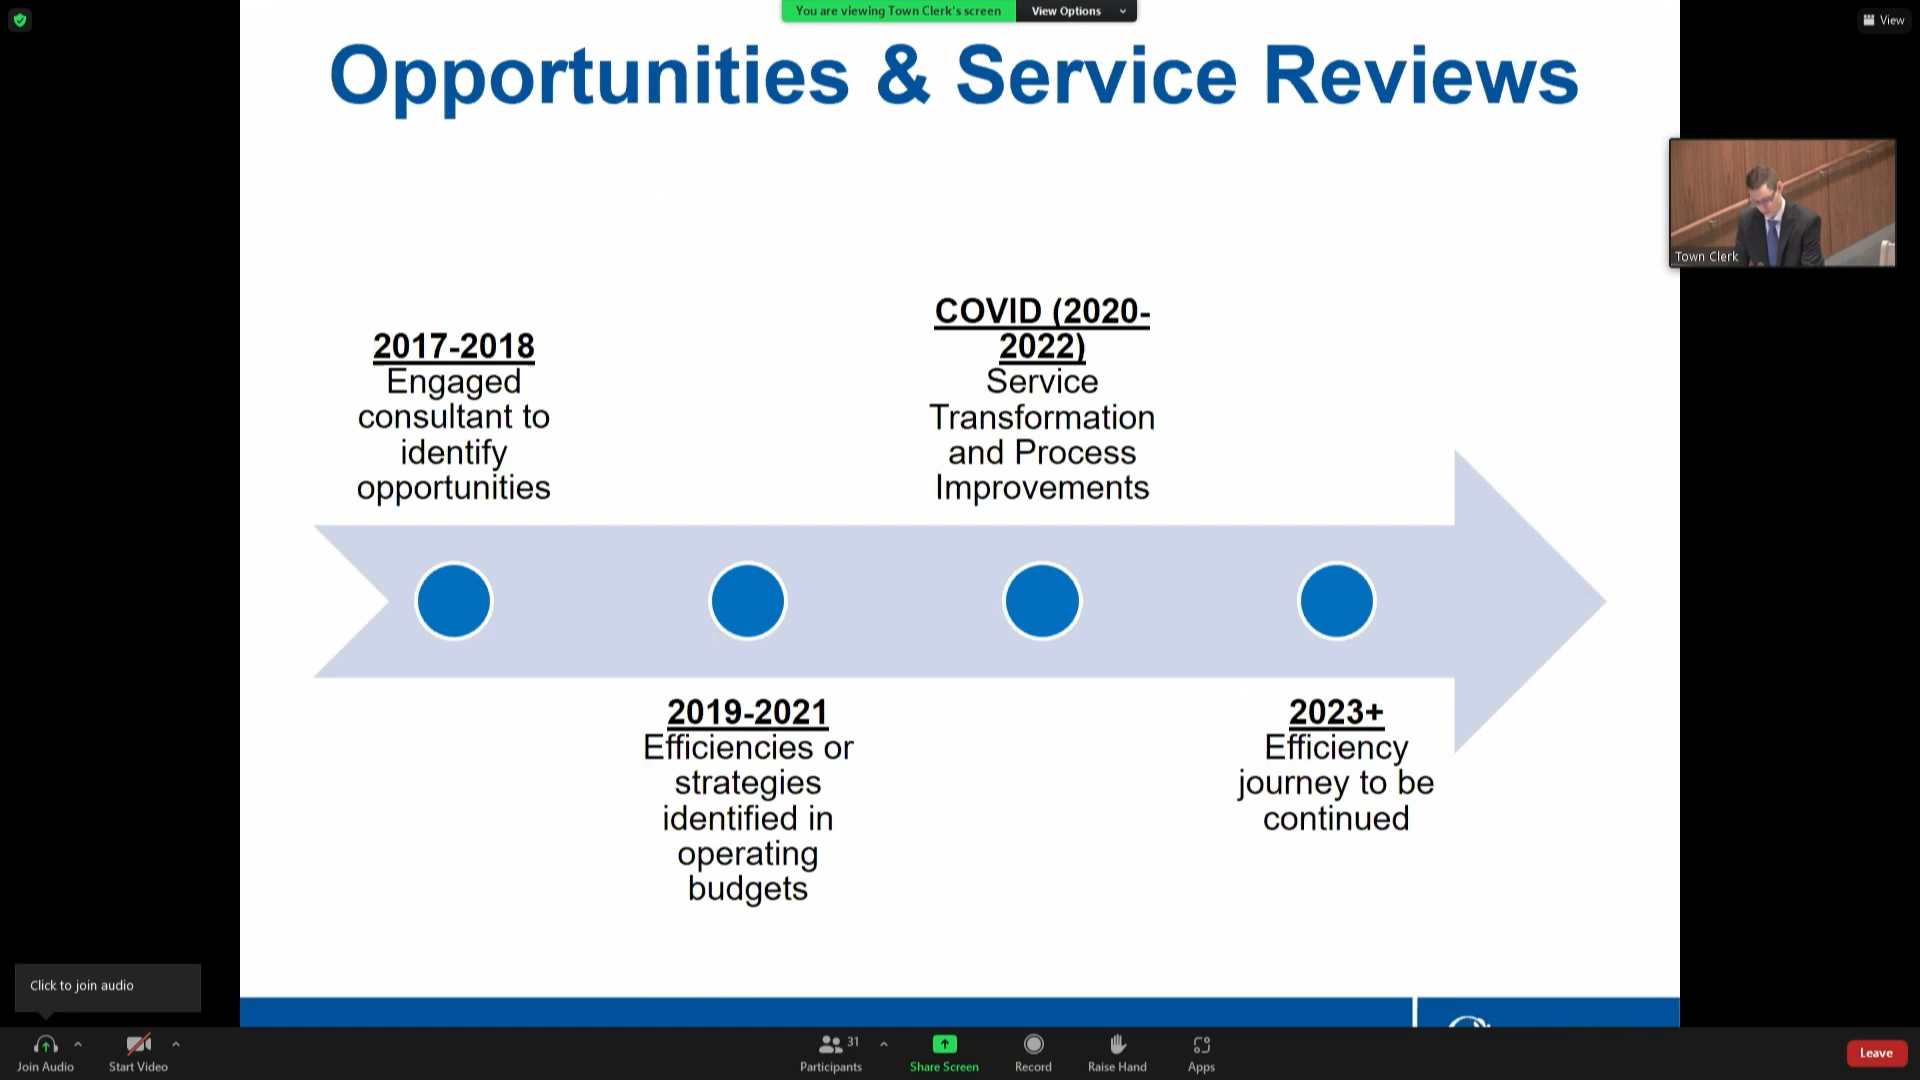 You are viewing Town Clerk's screen
View Options
View
Opportunities & Service Reviews
Town Clerk
2017-2018
Engaged
consultant to
identify
opportunities
COVID (2020-
2022)
Service
Transformation
and Process
Improvements
2019-2021
Efficiencies or
strategies
identified in
operating
budgets
2023+
Efficiency
journey to be
continued
Click to join audio
Join Audio
Start Video
31
Participants
Share Screen
Record
Raise Hand
Apps
Leave